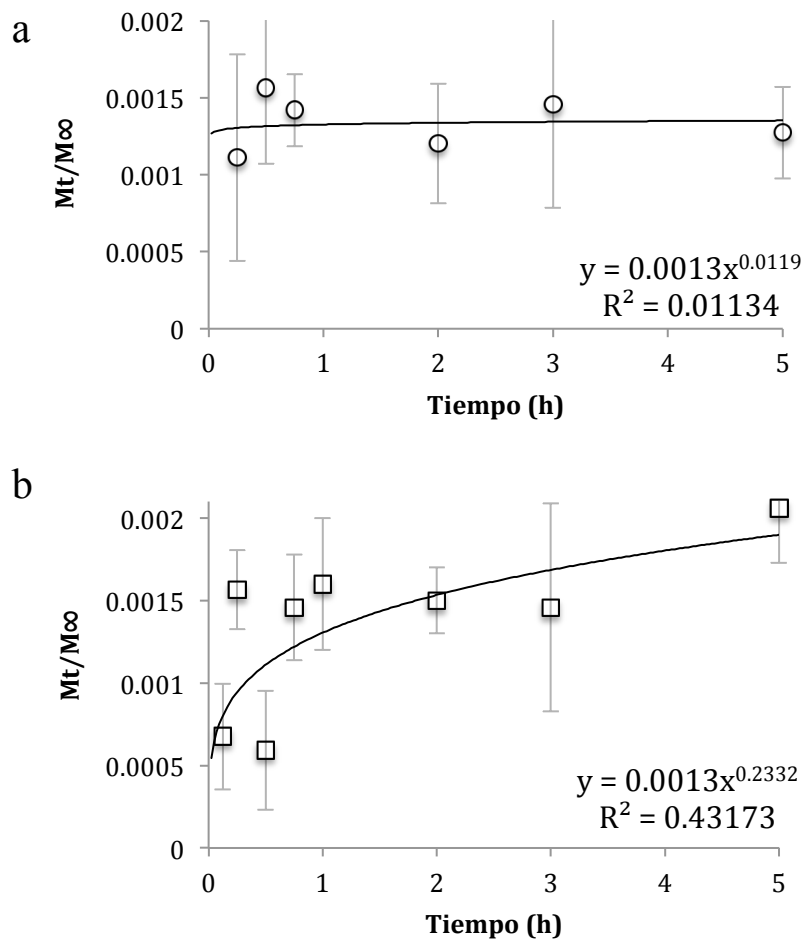 a
0.002
0.0015
0.001
0.0005
0
Mt/M∞
0 1 2 3 4 5
Tiempo (h)
y = 0.0013x^0.0119
R² = 0.01134
b
0.002
0.0015
0.001
0.0005
0
Mt/M∞
0 1 2 3 4 5
Tiempo (h)
y = 0.0013x^0.2332
R² = 0.43173